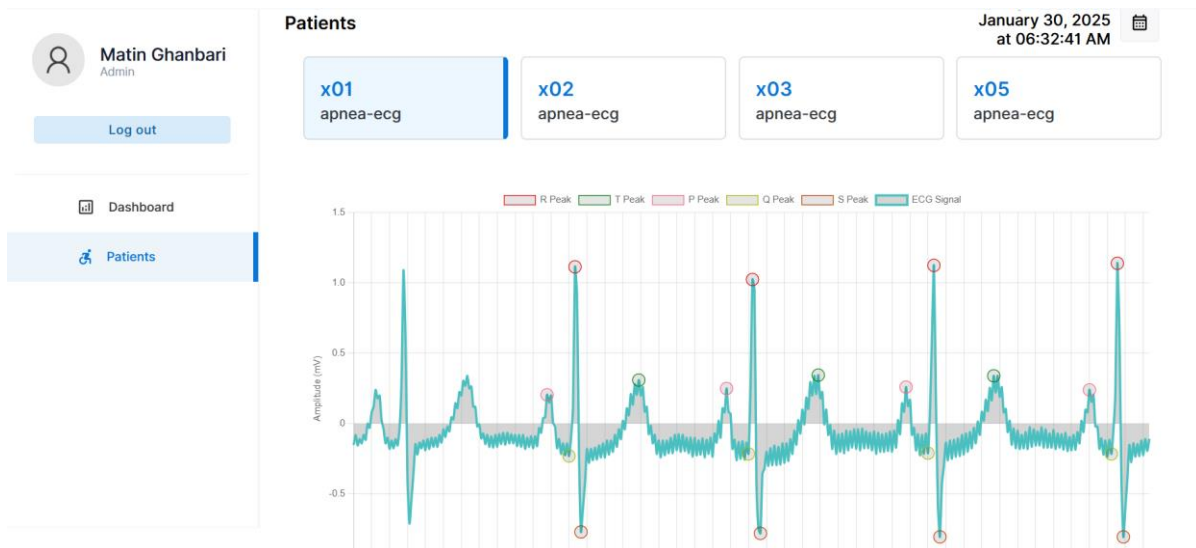 Matin Ghanbari
Admin
Log out
Dashboard
Patients
Patients
January 30, 2025
at 06:32:41 AM
x01
apnea-ecg
x02
apnea-ecg
x03
apnea-ecg
x05
apnea-ecg
R Peak T Peak P Peak Q Peak S Peak ECG Signal
Amplitude (mV)
1.5
1.0
0.5
0
-0.5